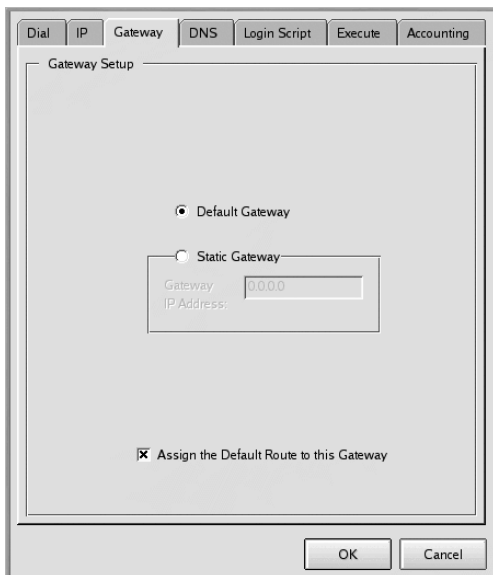 Dial IP Gateway DNS Login Script Execute Accounting
Gateway Setup
Default Gateway
Static Gateway
Gateway 0.0.0.0
IP Address:
Assign the Default Route to this Gateway
OK Cancel